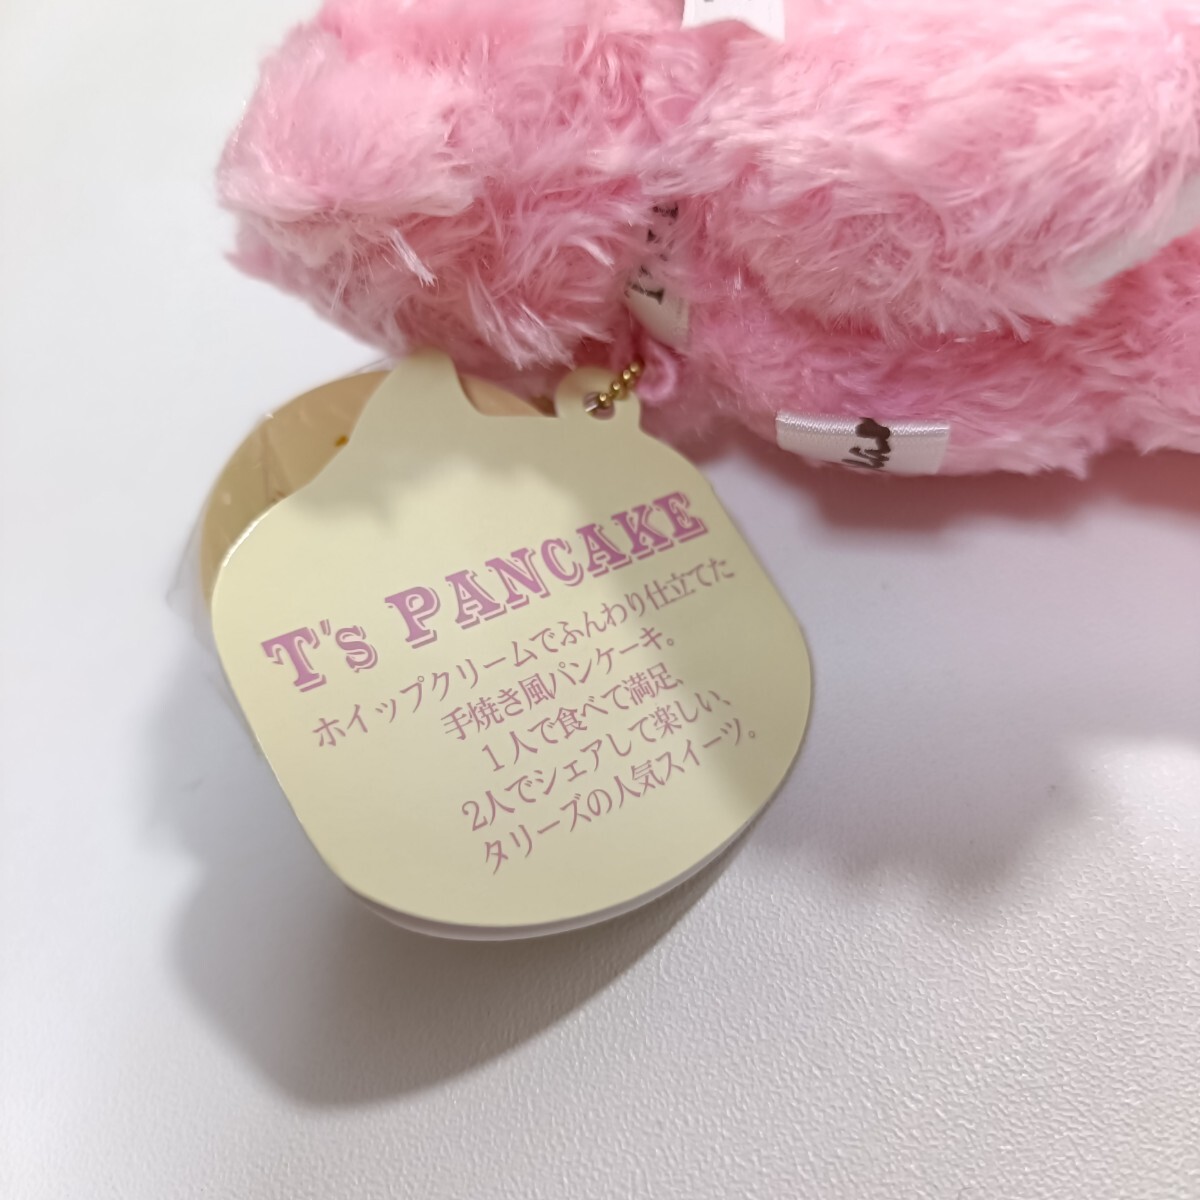 T's PANCAKE
ホイップクリームでふんわり仕立てた
手焼き風パンケーキ。
1人で食べて満足、
2人でシェアして楽しい、
タリーズの人気スイーツ。